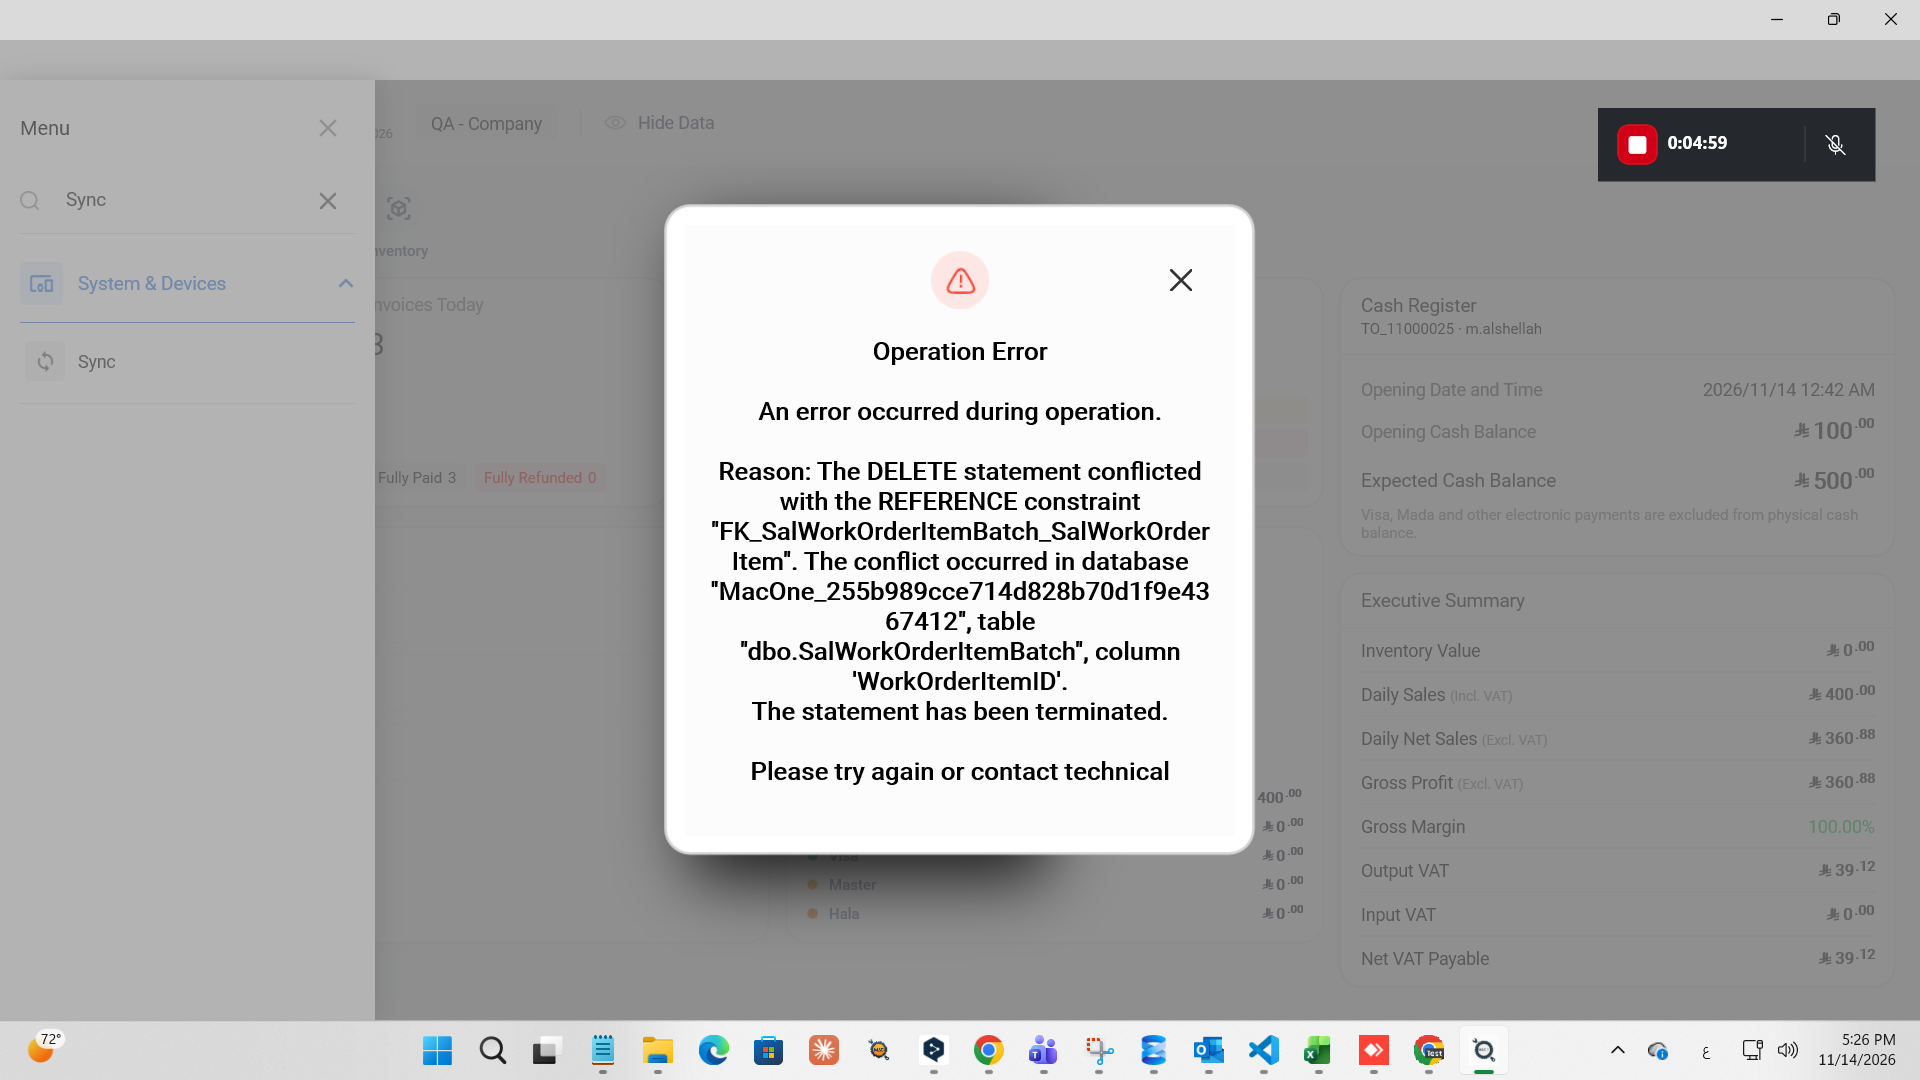 Menu
026
QA - Company
Hide Data
0:04:59
Sync
nventory
System & Devices
nvoices Today
3
Sync
Fully Paid 3
Fully Refunded 0
Operation Error
An error occurred during operation.
Reason: The DELETE statement conflicted
with the REFERENCE constraint
"FK_SalWorkOrderItemBatch_SalWorkOrder
Item". The conflict occurred in database
"MacOne_255b989cce714d828b70d1f9e43
67412", table
"dbo.SalWorkOrderItemBatch", column
'WorkOrderItemID'.
The statement has been terminated.
Please try again or contact technical
400.00
0.00
Visa 0.00
Master 0.00
Hala 0.00
Cash Register
TO_11000025 · m.alshellah
Opening Date and Time 2026/11/14 12:42 AM
Opening Cash Balance 100.00
Expected Cash Balance 500.00
Visa, Mada and other electronic payments are excluded from physical cash
balance.
Executive Summary
Inventory Value 0.00
Daily Sales (Incl. VAT) 400.00
Daily Net Sales (Excl. VAT) 360.88
Gross Profit (Excl. VAT) 360.88
Gross Margin 100.00%
Output VAT 39.12
Input VAT 0.00
Net VAT Payable 39.12
72°
Test
ع
5:26 PM
11/14/2026